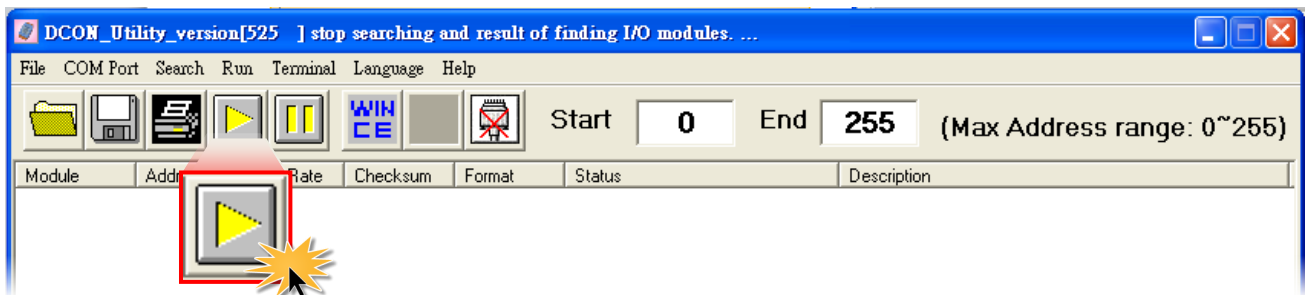 DCON_Utility_version[525 ] stop searching and result of finding I/O modules. ...
File COM Port Search Run Terminal Language Help
WIN CE Start 0 End 255 (Max Address range: 0~255)
Module Rate Checksum Format Status Description